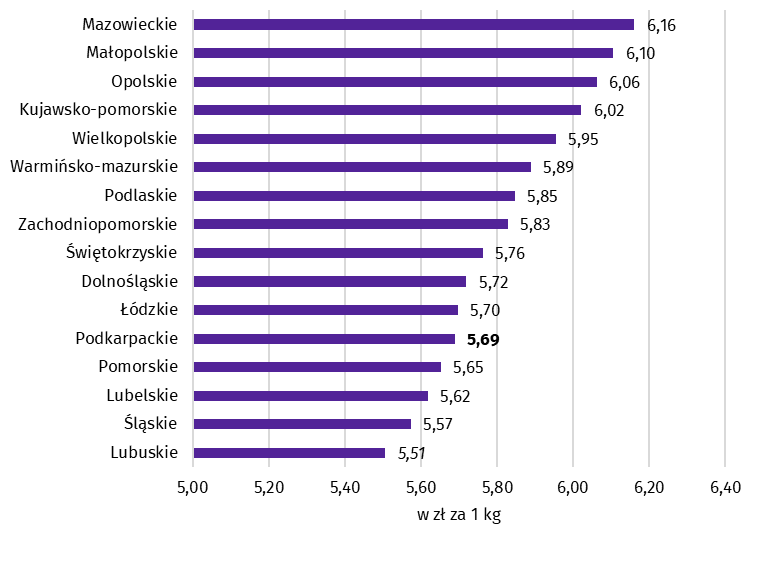 Mazowieckie 6,16
Małopolskie 6,10
Opolskie 6,06
Kujawsko-pomorskie 6,02
Wielkopolskie 5,95
Warmińsko-mazurskie 5,89
Podlaskie 5,85
Zachodniopomorskie 5,83
Świętokrzyskie 5,76
Dolnośląskie 5,72
Łódzkie 5,70
Podkarpackie 5,69
Pomorskie 5,65
Lubelskie 5,62
Śląskie 5,57
Lubuskie 5,51
5,00 5,20 5,40 5,60 5,80 6,00 6,20 6,40
w zł za 1 kg